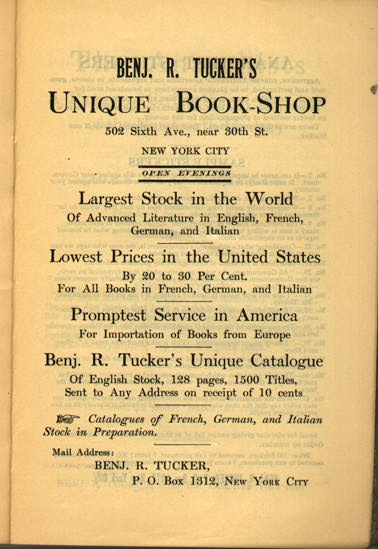 BENJ. R. TUCKER'S
UNIQUE BOOK-SHOP
502 Sixth Ave., near 30th St.
NEW YORK CITY
OPEN EVENINGS
Largest Stock in the World
Of Advanced Literature in English, French,
German, and Italian
Lowest Prices in the United States
By 20 to 30 Per Cent.
For All Books in French, German, and Italian
Promptest Service in America
For Importation of Books from Europe
Benj. R. Tucker's Unique Catalogue
Of English Stock, 128 pages, 1500 Titles,
Sent to Any Address on receipt of 10 cents
Catalogues of French, German, and Italian
Stock in Preparation.
Mail Address:
BENJ. R. TUCKER,
P. O. Box 1312, NEW YORK CITY